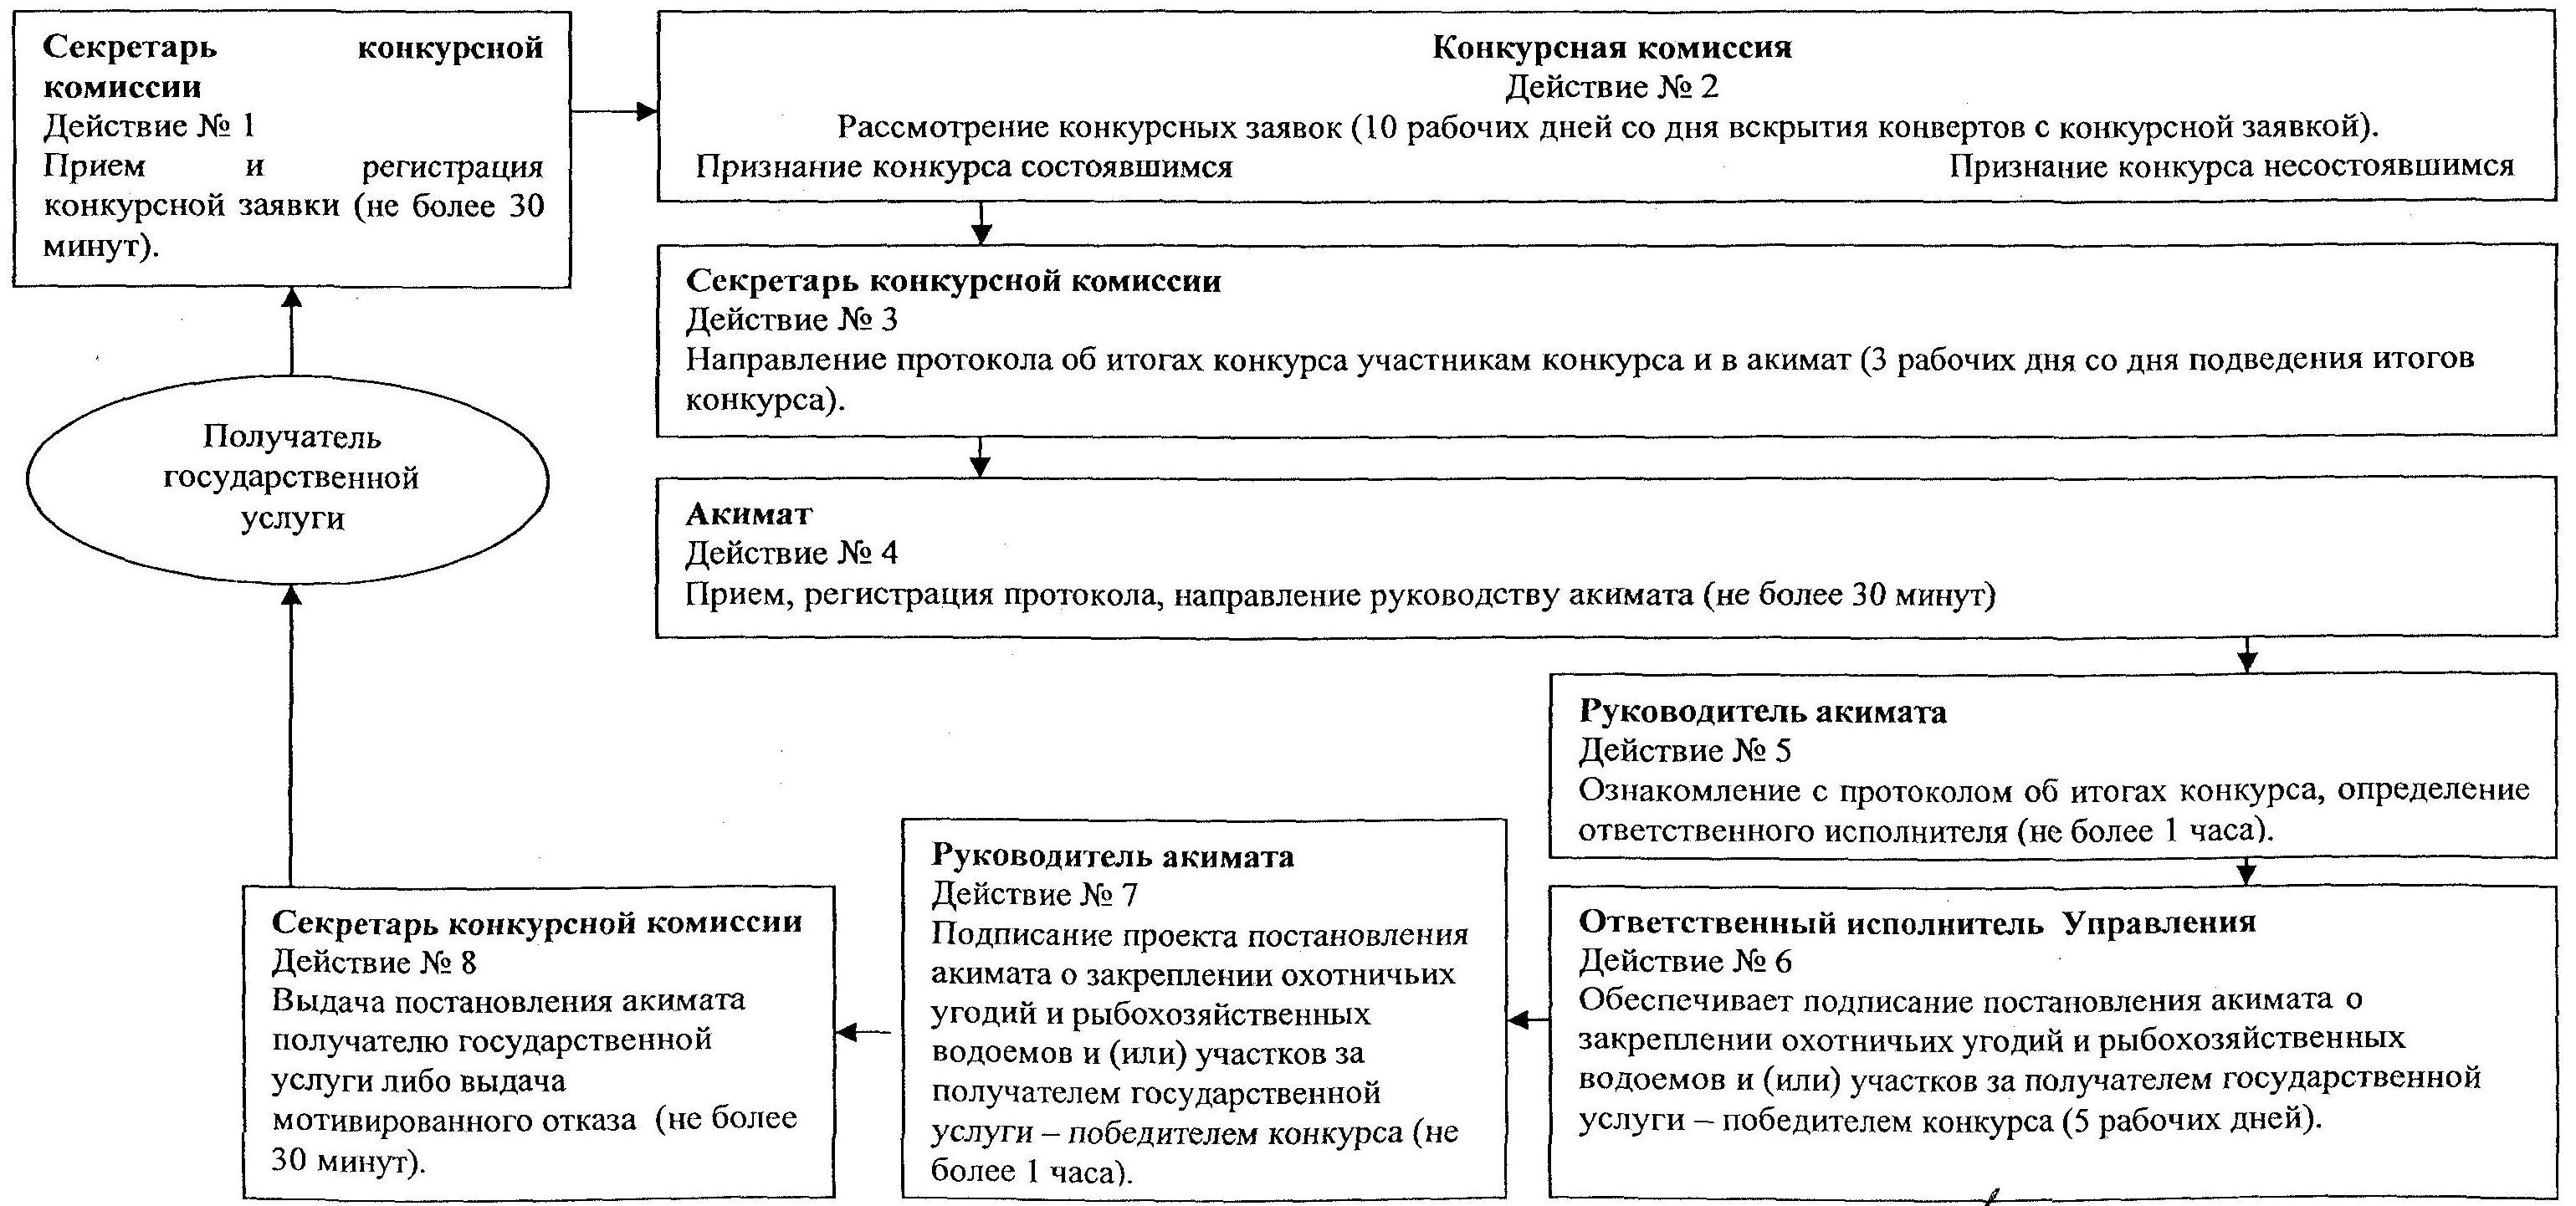 Секретарь конкурсной
комиссии
Действие № 1
Прием и регистрация
конкурсной заявки (не более 30
минут).
Конкурсная комиссия
Действие № 2
Рассмотрение конкурсных заявок (10 рабочих дней со дня вскрытия конвертов с конкурсной заявкой).
Признание конкурса состоявшимся Признание конкурса несостоявшимся
Секретарь конкурсной комиссии
Действие № 3
Направление протокола об итогах конкурса участникам конкурса и в акимат (3 рабочих дня со дня подведения итогов
конкурса).
Получатель
государственной
услуги
Акимат
Действие № 4
Прием, регистрация протокола, направление руководству акимата (не более 30 минут)
Руководитель акимата
Действие № 5
Ознакомление с протоколом об итогах конкурса, определение
ответственного исполнителя (не более 1 часа).
Ответственный исполнитель Управления
Действие № 6
Обеспечивает подписание постановления акимата о
закреплении охотничьих угодий и рыбохозяйственных
водоемов и (или) участков за получателем государственной
услуги – победителем конкурса (5 рабочих дней).
Руководитель акимата
Действие № 7
Подписание проекта постановления
акимата о закреплении охотничьих
угодий и рыбохозяйственных
водоемов и (или) участков за
получателем государственной
услуги – победителем конкурса (не
более 1 часа).
Секретарь конкурсной комиссии
Действие № 8
Выдача постановления акимата
получателю государственной
услуги либо выдача
мотивированного отказа (не более
30 минут).